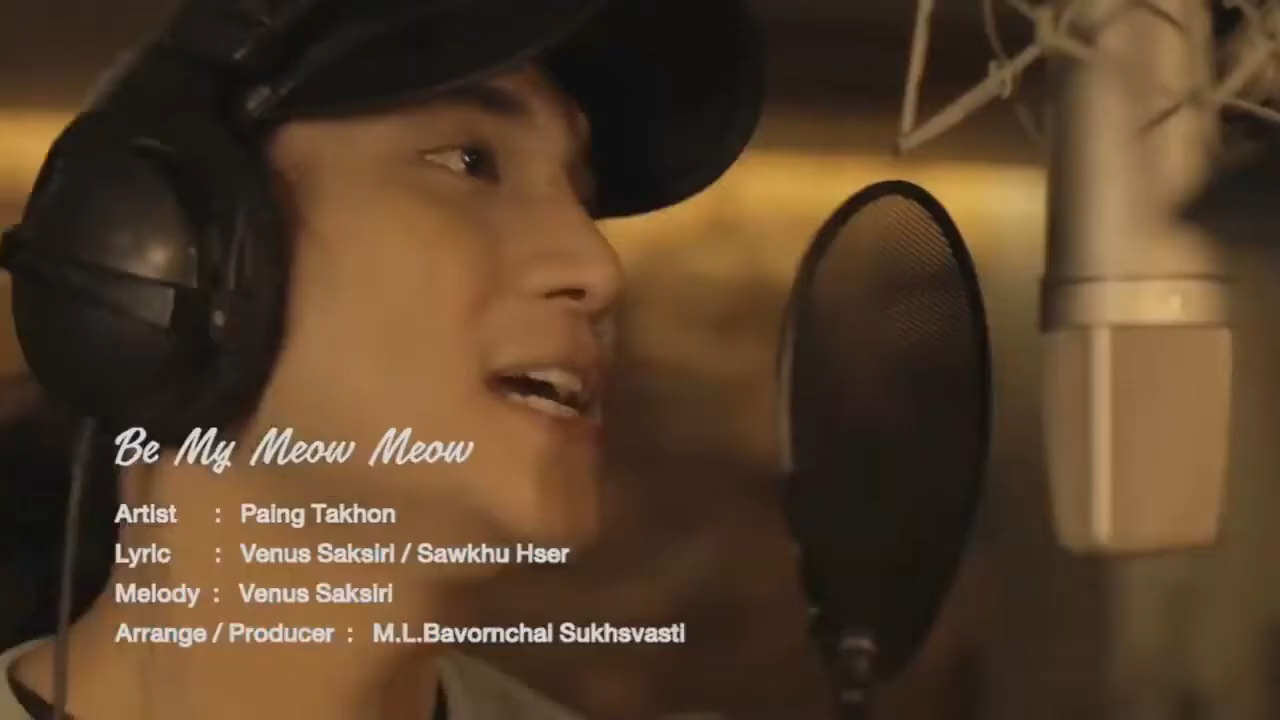 Be My Meow Meow
Artist : Paing Takhon
Lyric : Venus Saksiri / Sawkhu Hser
Melody : Venus Saksiri
Arrange / Producer : M.L.Bavornchai Sukhsvasti